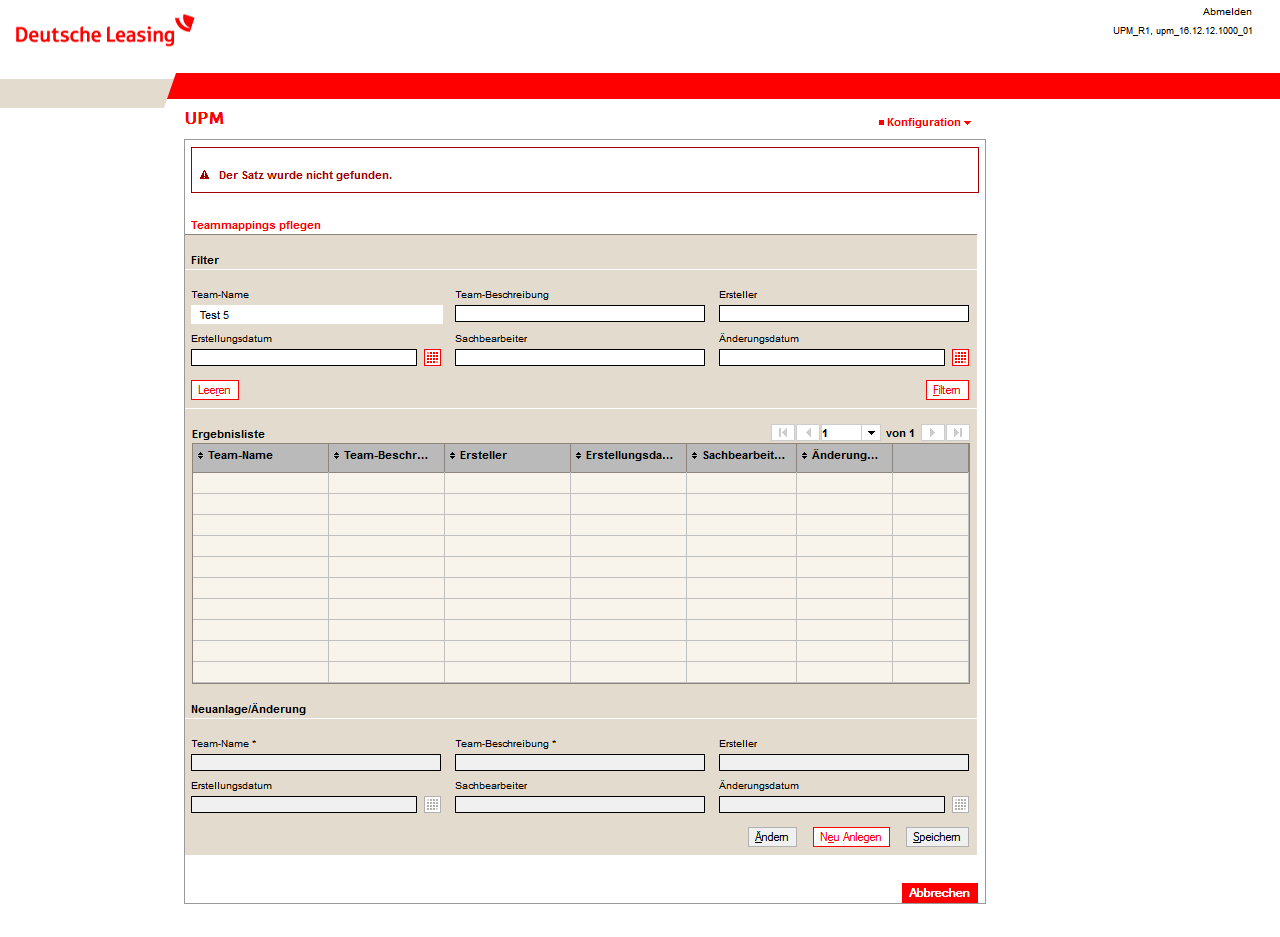 Deutsche Leasing
Abmelden
UPM_R1, upm_16.12.12.1000_01
UPM
Konfiguration
Der Satz wurde nicht gefunden.
Teammappings pflegen
Filter
Team-Name Team-Beschreibung Ersteller
Test 5
Erstellungsdatum Sachbearbeiter Änderungsdatum
Leeren Filtern
Ergebnisliste 1 von 1
Team-Name Team-Beschr... Ersteller Erstellungsda... Sachbearbeit... Änderung...
Neuanlage/Änderung
Team-Name * Team-Beschreibung * Ersteller
Erstellungsdatum Sachbearbeiter Änderungsdatum
Ändern Neu Anlegen Speichern
Abbrechen